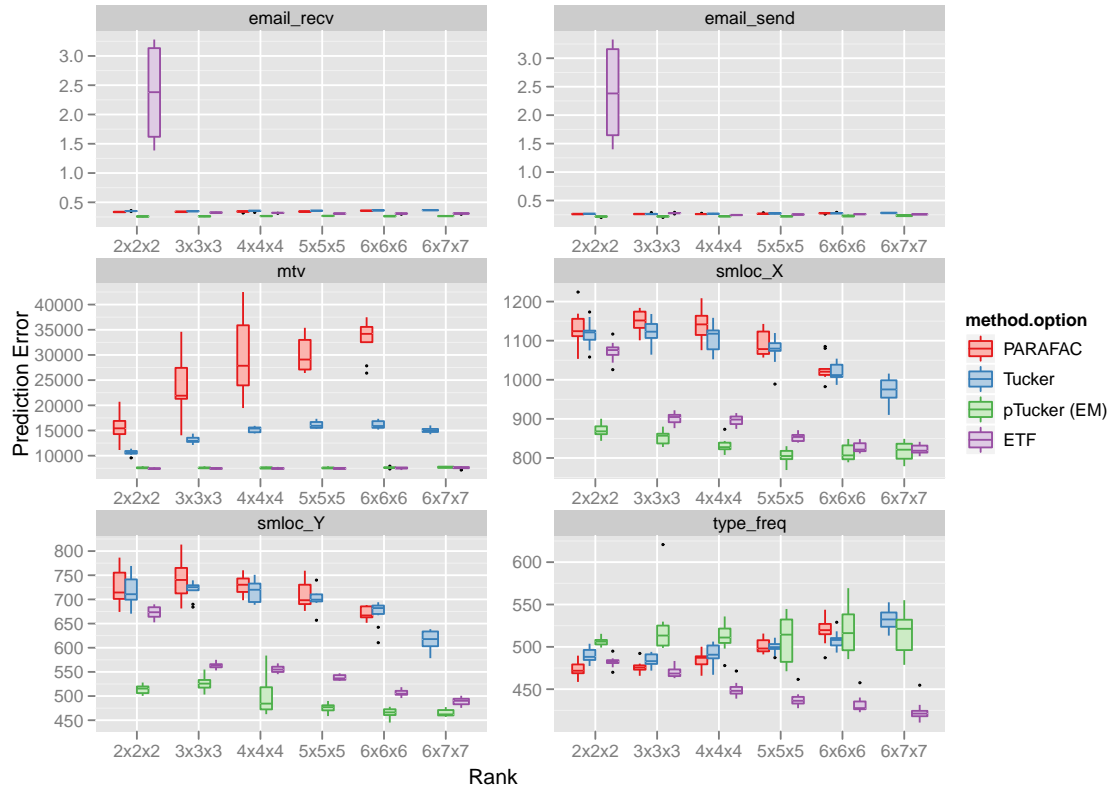 email_recv
email_send
3.0
2.5
2.0
1.5
1.0
0.5
2x2x2 3x3x3 4x4x4 5x5x5 6x6x6 6x7x7
3.0
2.5
2.0
1.5
1.0
0.5
2x2x2 3x3x3 4x4x4 5x5x5 6x6x6 6x7x7
mtv
smloc_X
40000
35000
30000
25000
20000
15000
10000
2x2x2 3x3x3 4x4x4 5x5x5 6x6x6 6x7x7
1200
1100
1000
900
800
2x2x2 3x3x3 4x4x4 5x5x5 6x6x6 6x7x7
smloc_Y
type_freq
800
750
700
650
600
550
500
450
2x2x2 3x3x3 4x4x4 5x5x5 6x6x6 6x7x7
600
550
500
450
2x2x2 3x3x3 4x4x4 5x5x5 6x6x6 6x7x7
Prediction Error
Rank
method.option
PARAFAC
Tucker
pTucker (EM)
ETF